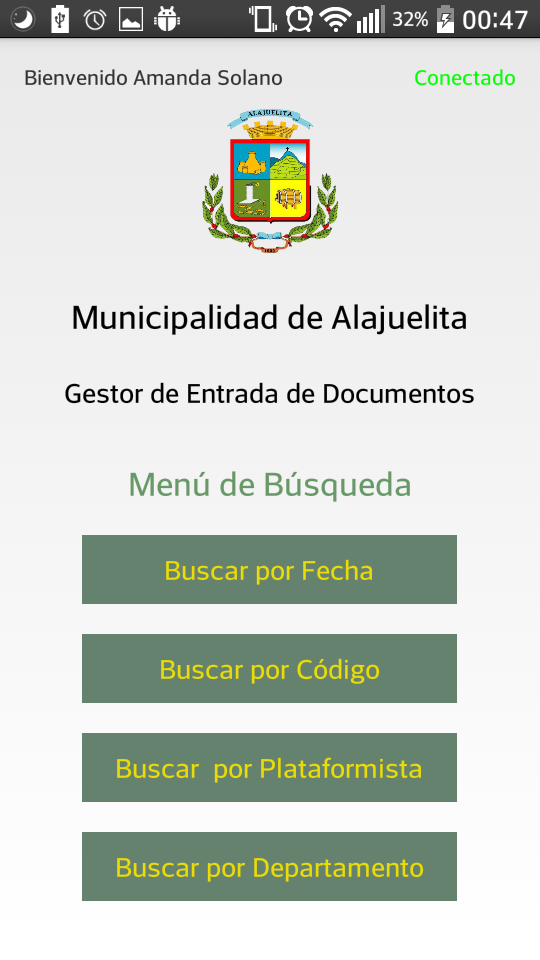 32% 00:47
Bienvenido Amanda Solano Conectado
ALAJUELITA
Municipalidad de Alajuelita
Gestor de Entrada de Documentos
Menú de Búsqueda
Buscar por Fecha
Buscar por Código
Buscar  por Plataformista
Buscar por Departamento